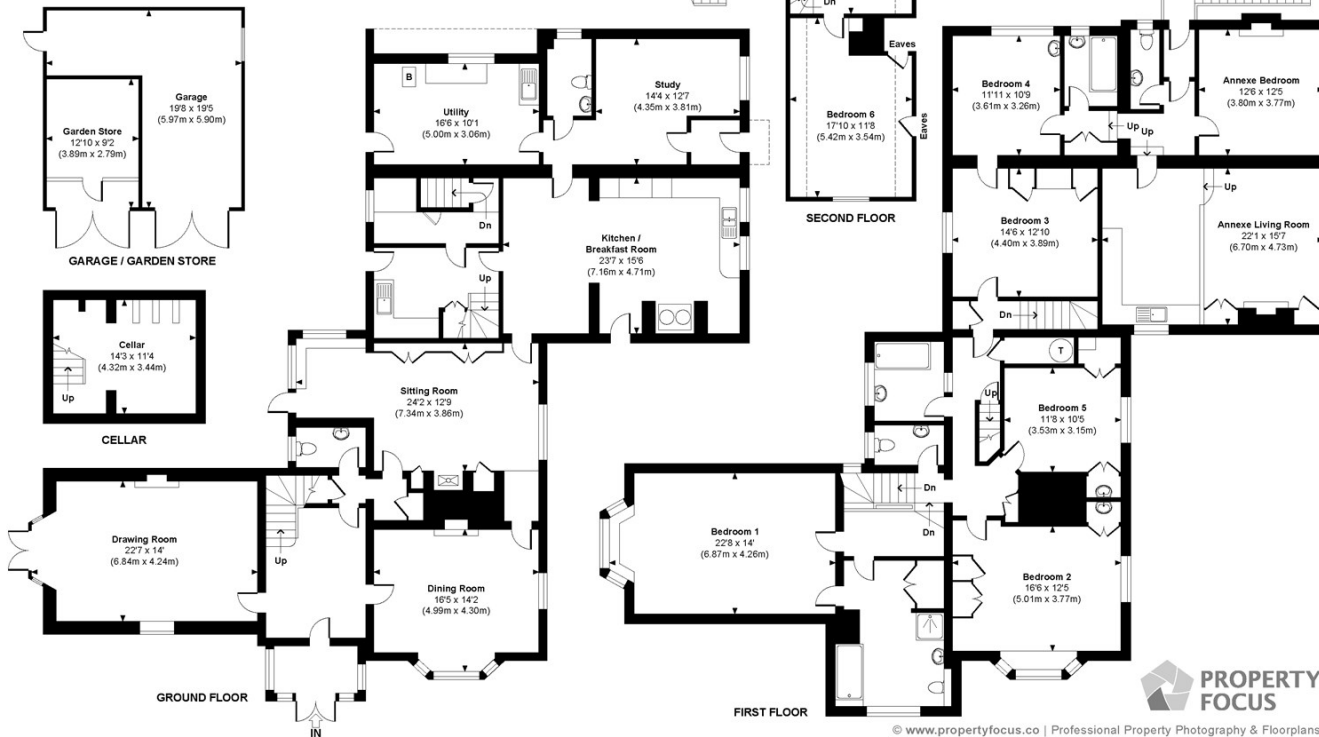 Garage
19'8 x 19'5
(5.97m x 5.90m)
Garden Store
12'10 x 9'2
(3.89m x 2.79m)
GARAGE / GARDEN STORE
Cellar
14'3 x 11'4
(4.32m x 3.44m)
Up
CELLAR
B
Utility
16'6 x 10'1
(5.00m x 3.06m)
Study
14'4 x 12'7
(4.35m x 3.81m)
Dn
Up
Kitchen /
Breakfast Room
23'7 x 15'6
(7.16m x 4.71m)
Sitting Room
24'2 x 12'9
(7.34m x 3.86m)
Drawing Room
22'7 x 14'
(6.84m x 4.24m)
Up
Dining Room
16'5 x 14'2
(4.99m x 4.30m)
GROUND FLOOR
IN
Dn
Eaves
Bedroom 6
17'10 x 11'8
(5.42m x 3.54m)
Eaves
SECOND FLOOR
Bedroom 4
11'11 x 10'9
(3.61m x 3.26m)
Up
Up
Annexe Bedroom
12'6 x 12'5
(3.80m x 3.77m)
Bedroom 3
14'6 x 12'10
(4.40m x 3.89m)
Up
Annexe Living Room
22'1 x 15'7
(6.70m x 4.73m)
Dn
T
Up
Bedroom 5
11'8 x 10'5
(3.53m x 3.15m)
Dn
Dn
Bedroom 1
22'8 x 14'
(6.87m x 4.26m)
Bedroom 2
16'6 x 12'5
(5.01m x 3.77m)
FIRST FLOOR
PROPERTY
FOCUS
© www.propertyfocus.co | Professional Property Photography & Floorplans